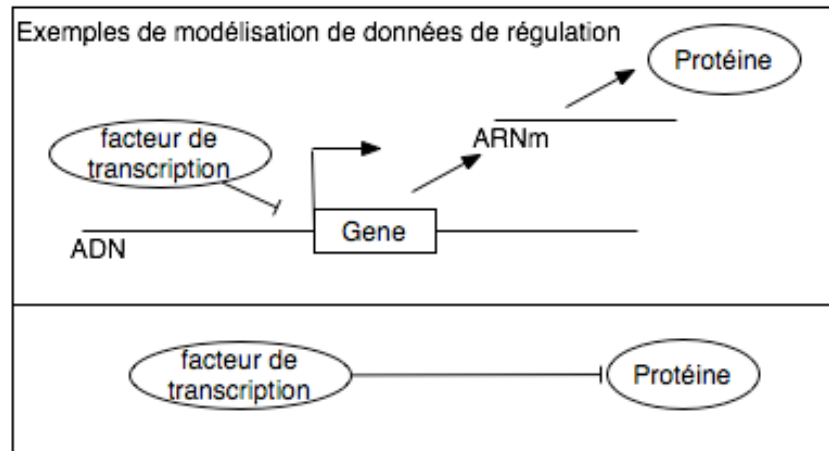 Exemples de modélisation de données de régulation
Protéine
facteur de
transcription
ARNm
Gene
ADN
facteur de
transcription
Protéine